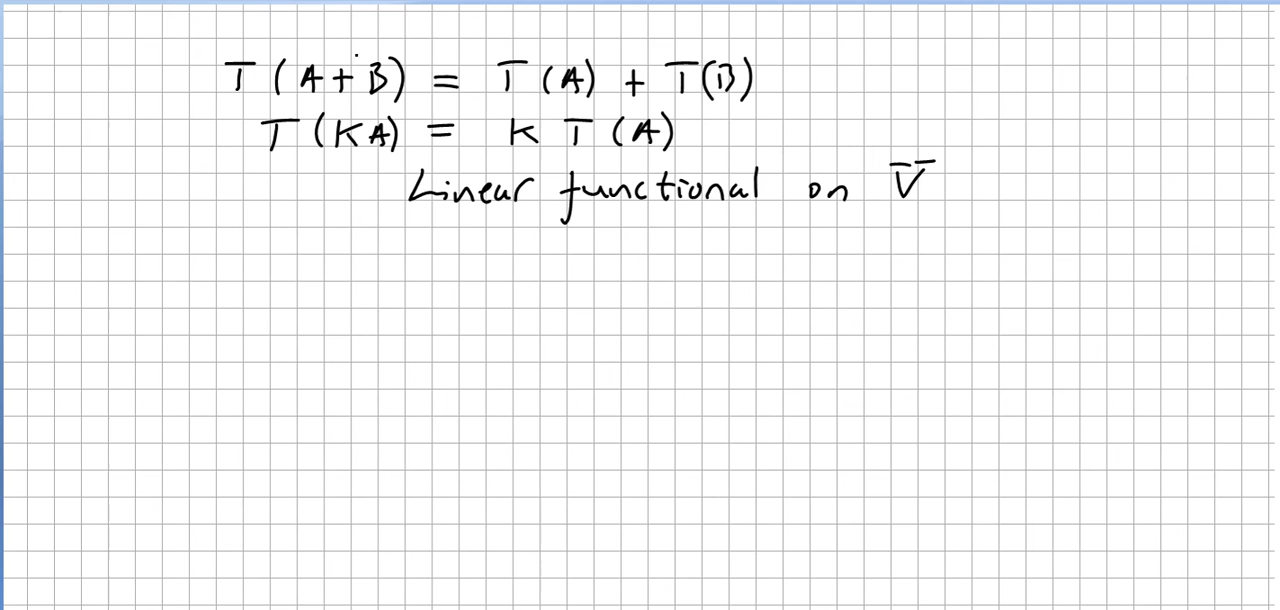 T (A+B) = T (A) + T(B)
T (KA) = K T (A)
Linear functional on V